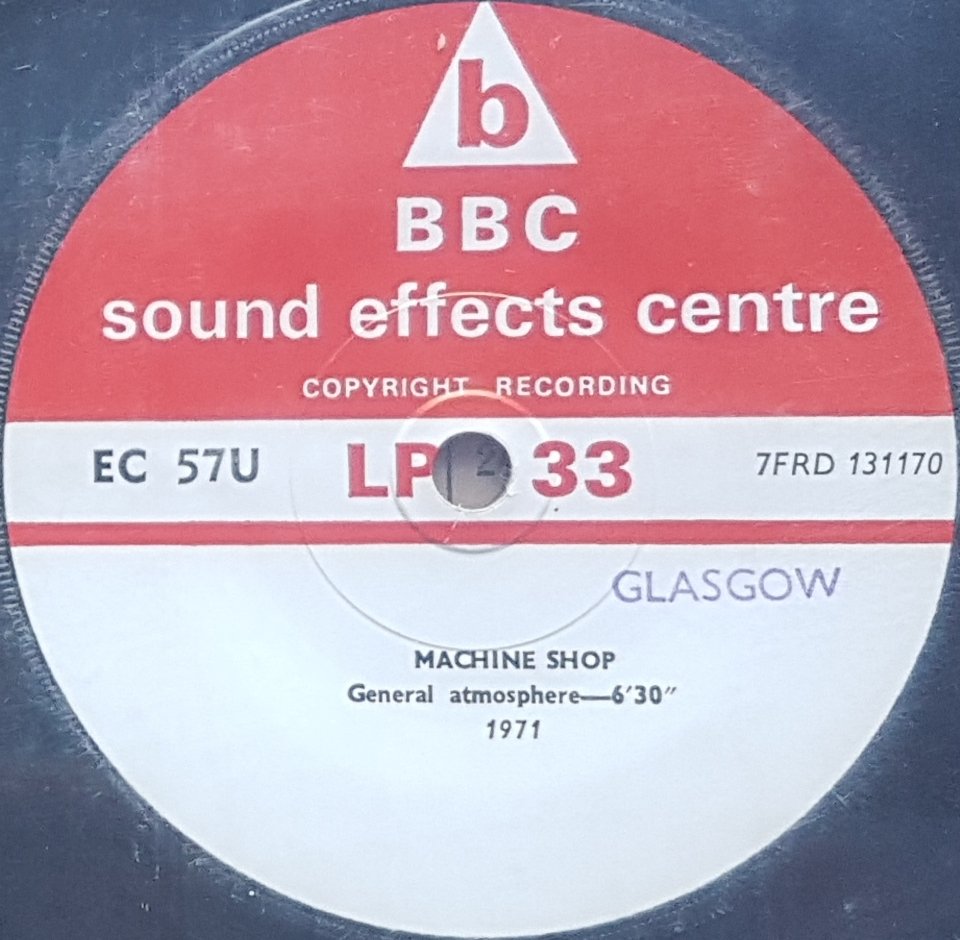 b
BBC
sound effects centre
COPYRIGHT RECORDING
EC 57U LP 33 7FRD 131170
GLASGOW
MACHINE SHOP
General atmosphere—6'30"
1971